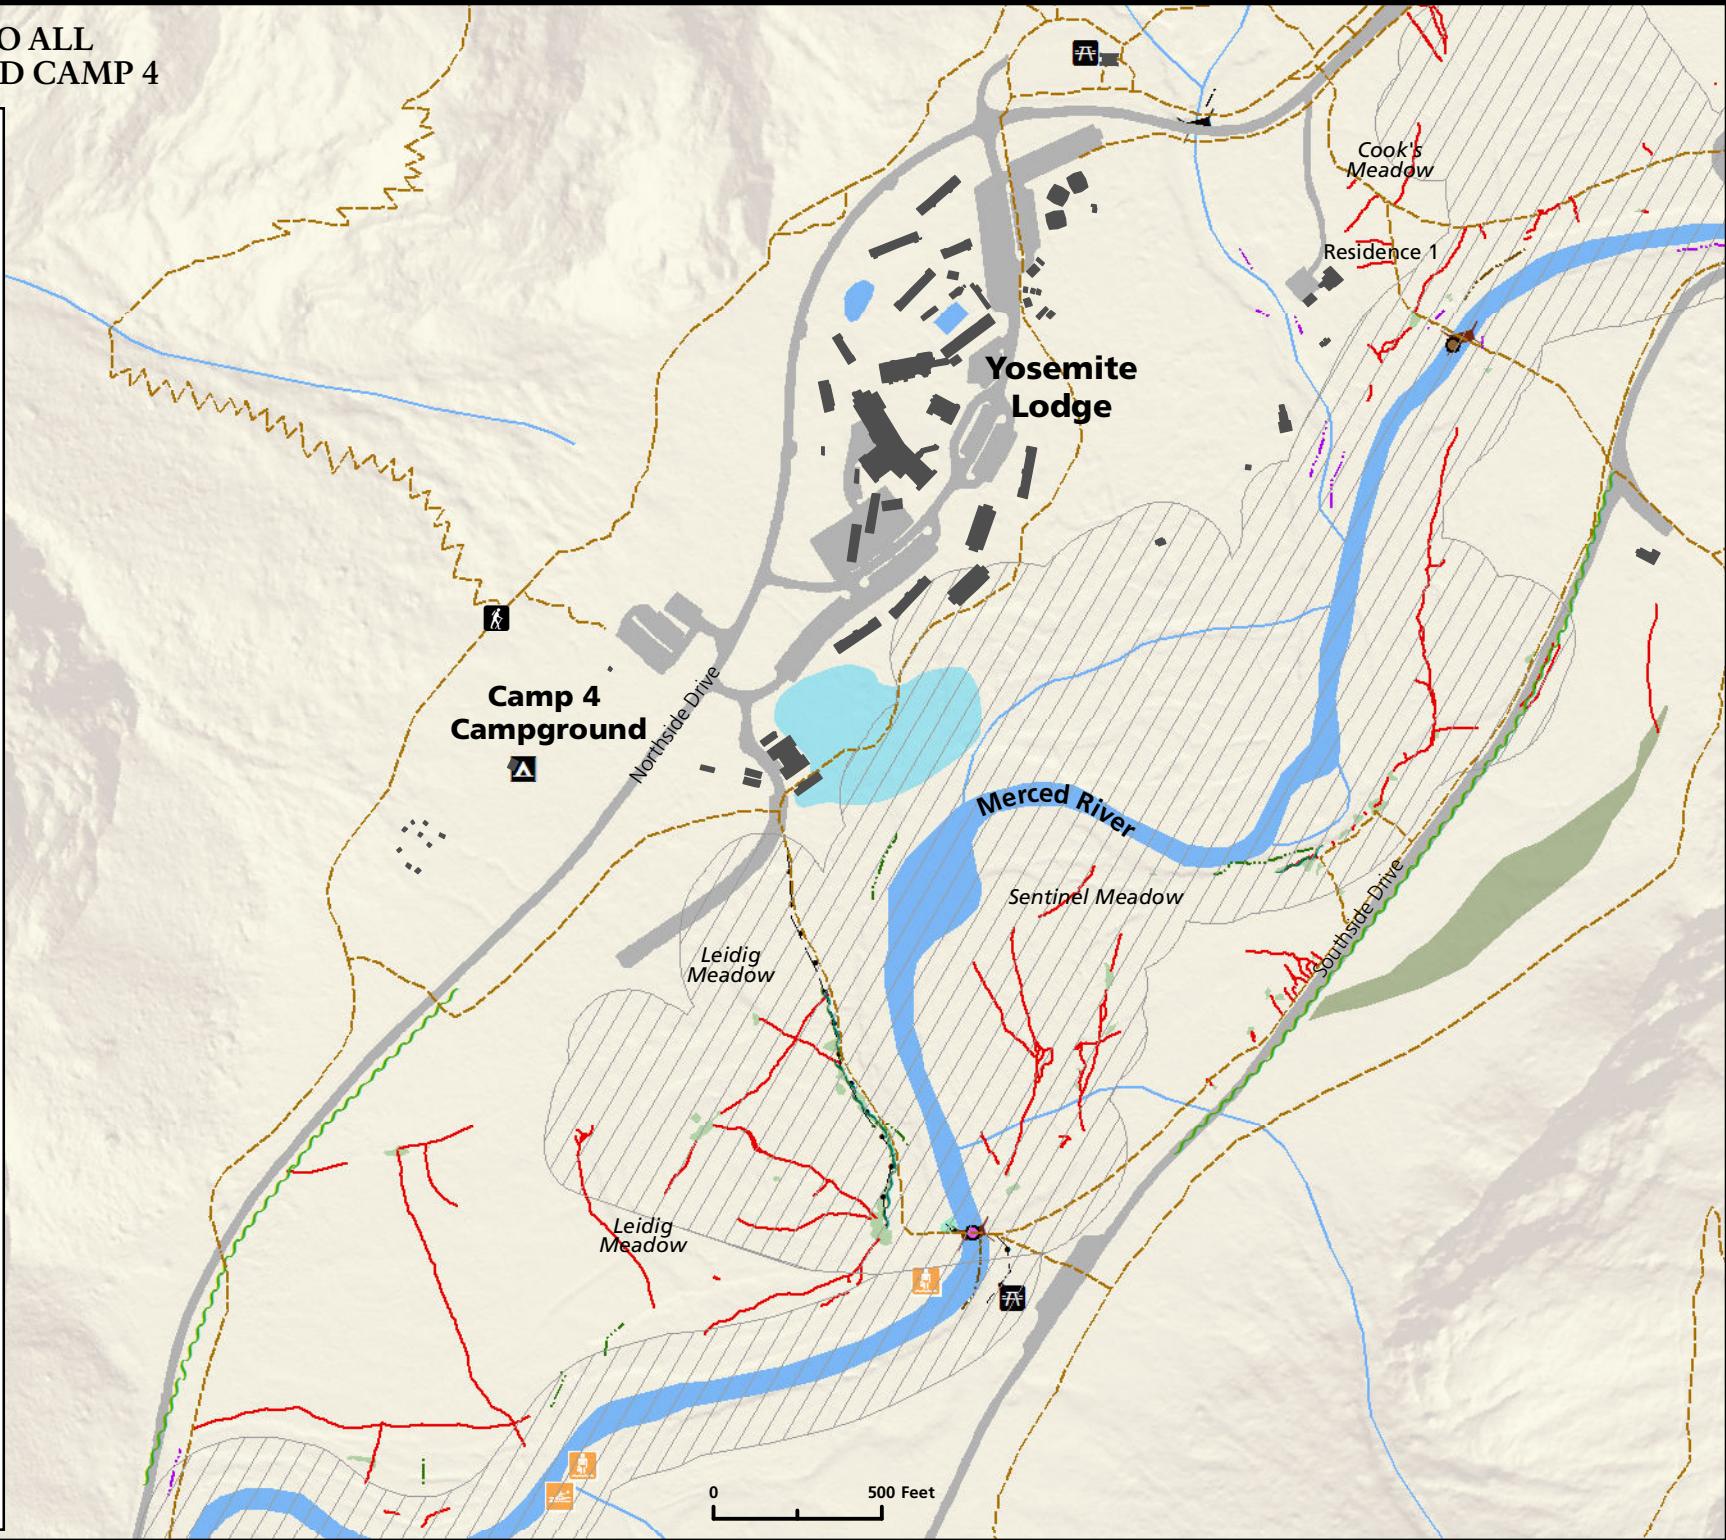 O ALL
D CAMP 4
Cook's
Meadow
Residence 1
Yosemite
Lodge
Camp 4
Campground
Northside Drive
Merced River
Sentinel Meadow
Southside Drive
Leidig
Meadow
Leidig
Meadow
0 500 Feet